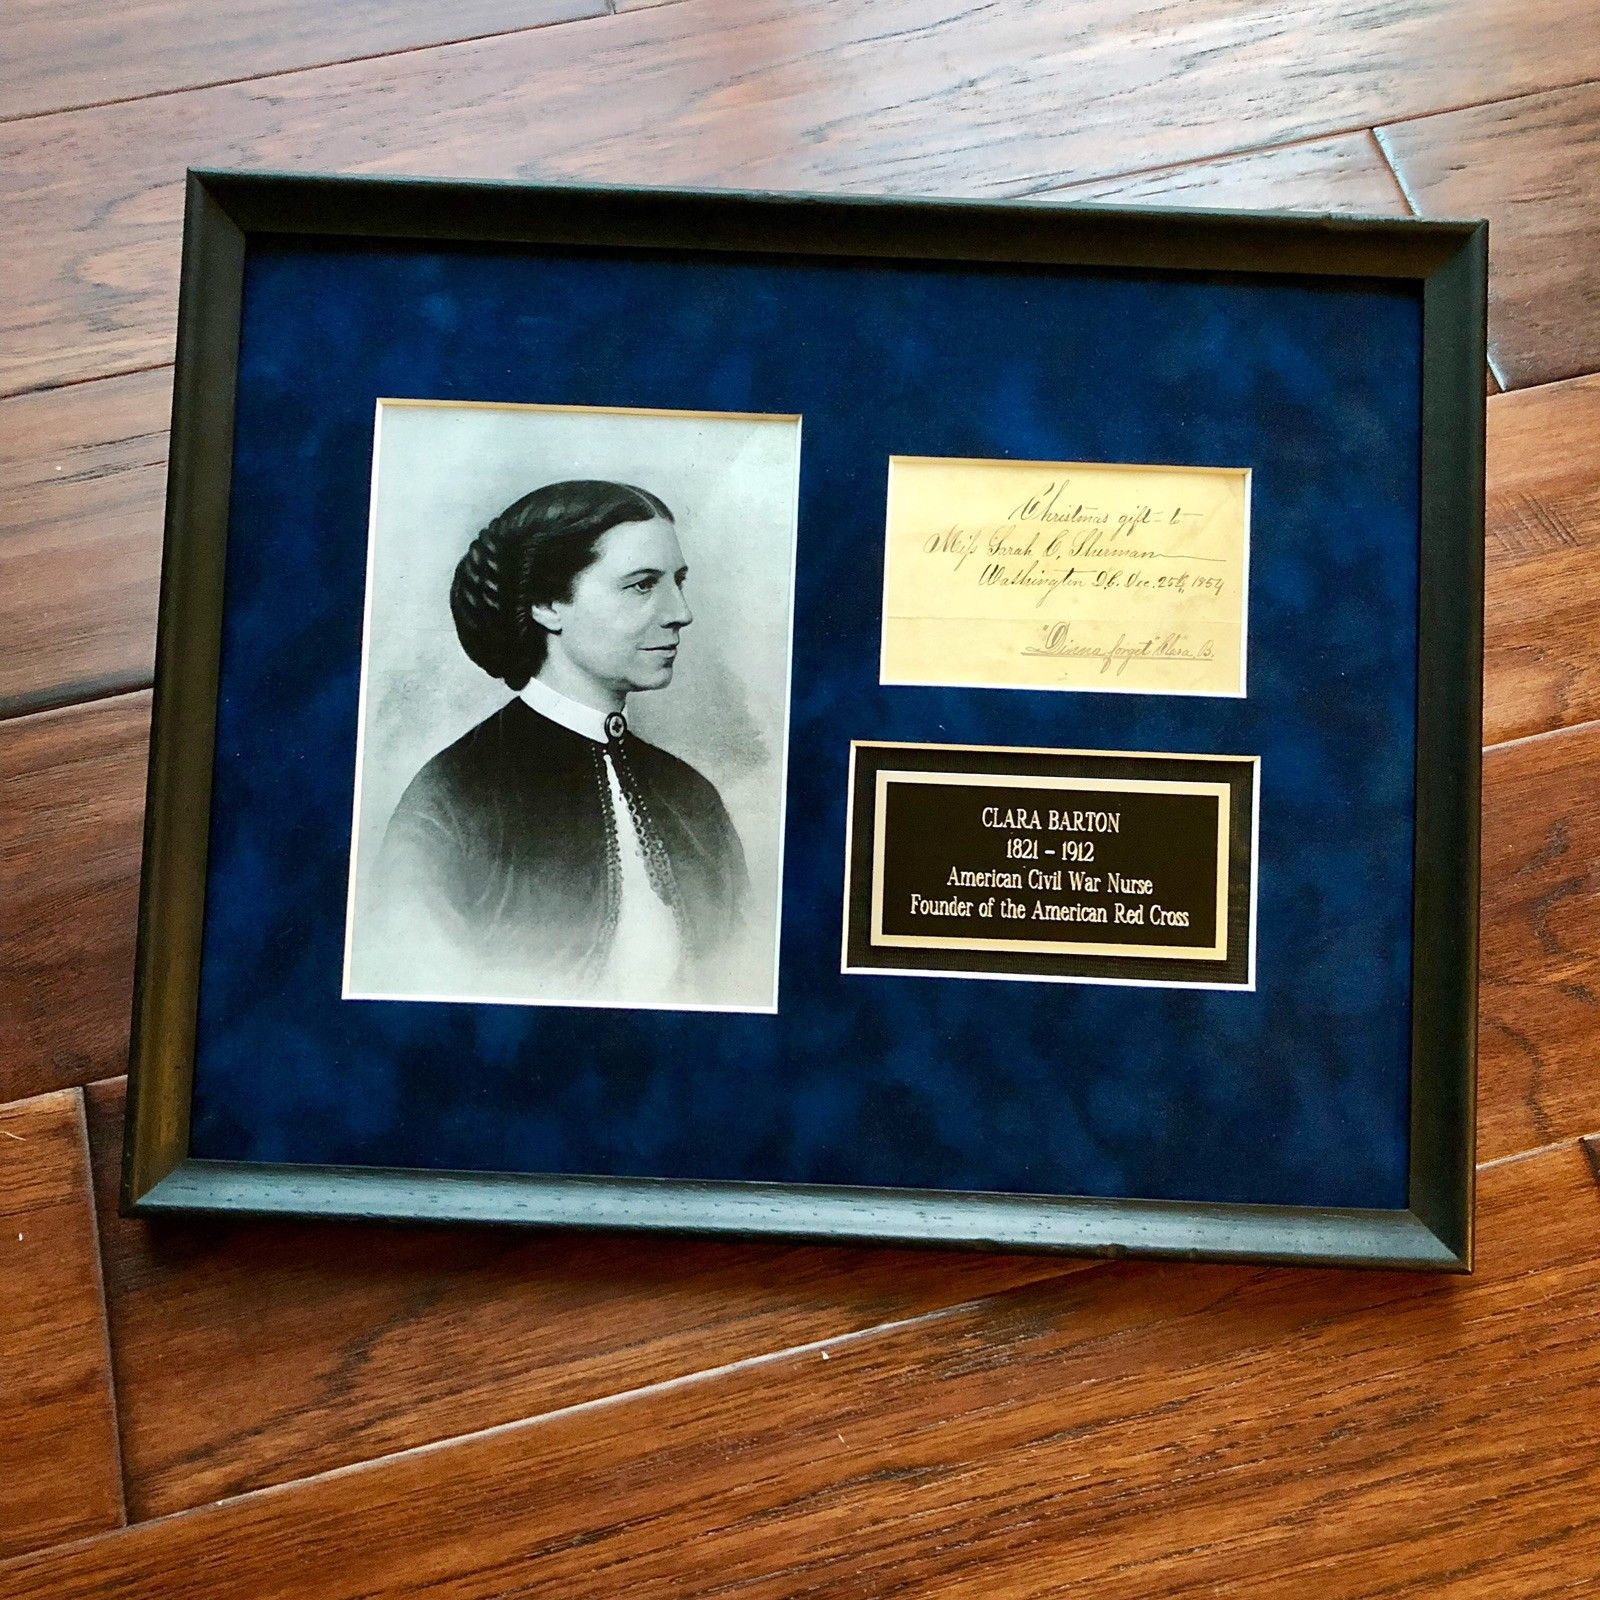 Christmas gift - to
Miss Sarah C. Sherman
Washington D.C. Dec. 25th, 1854
"Dinna forget" Clara B.
CLARA BARTON
1821 - 1912
American Civil War Nurse
Founder of the American Red Cross